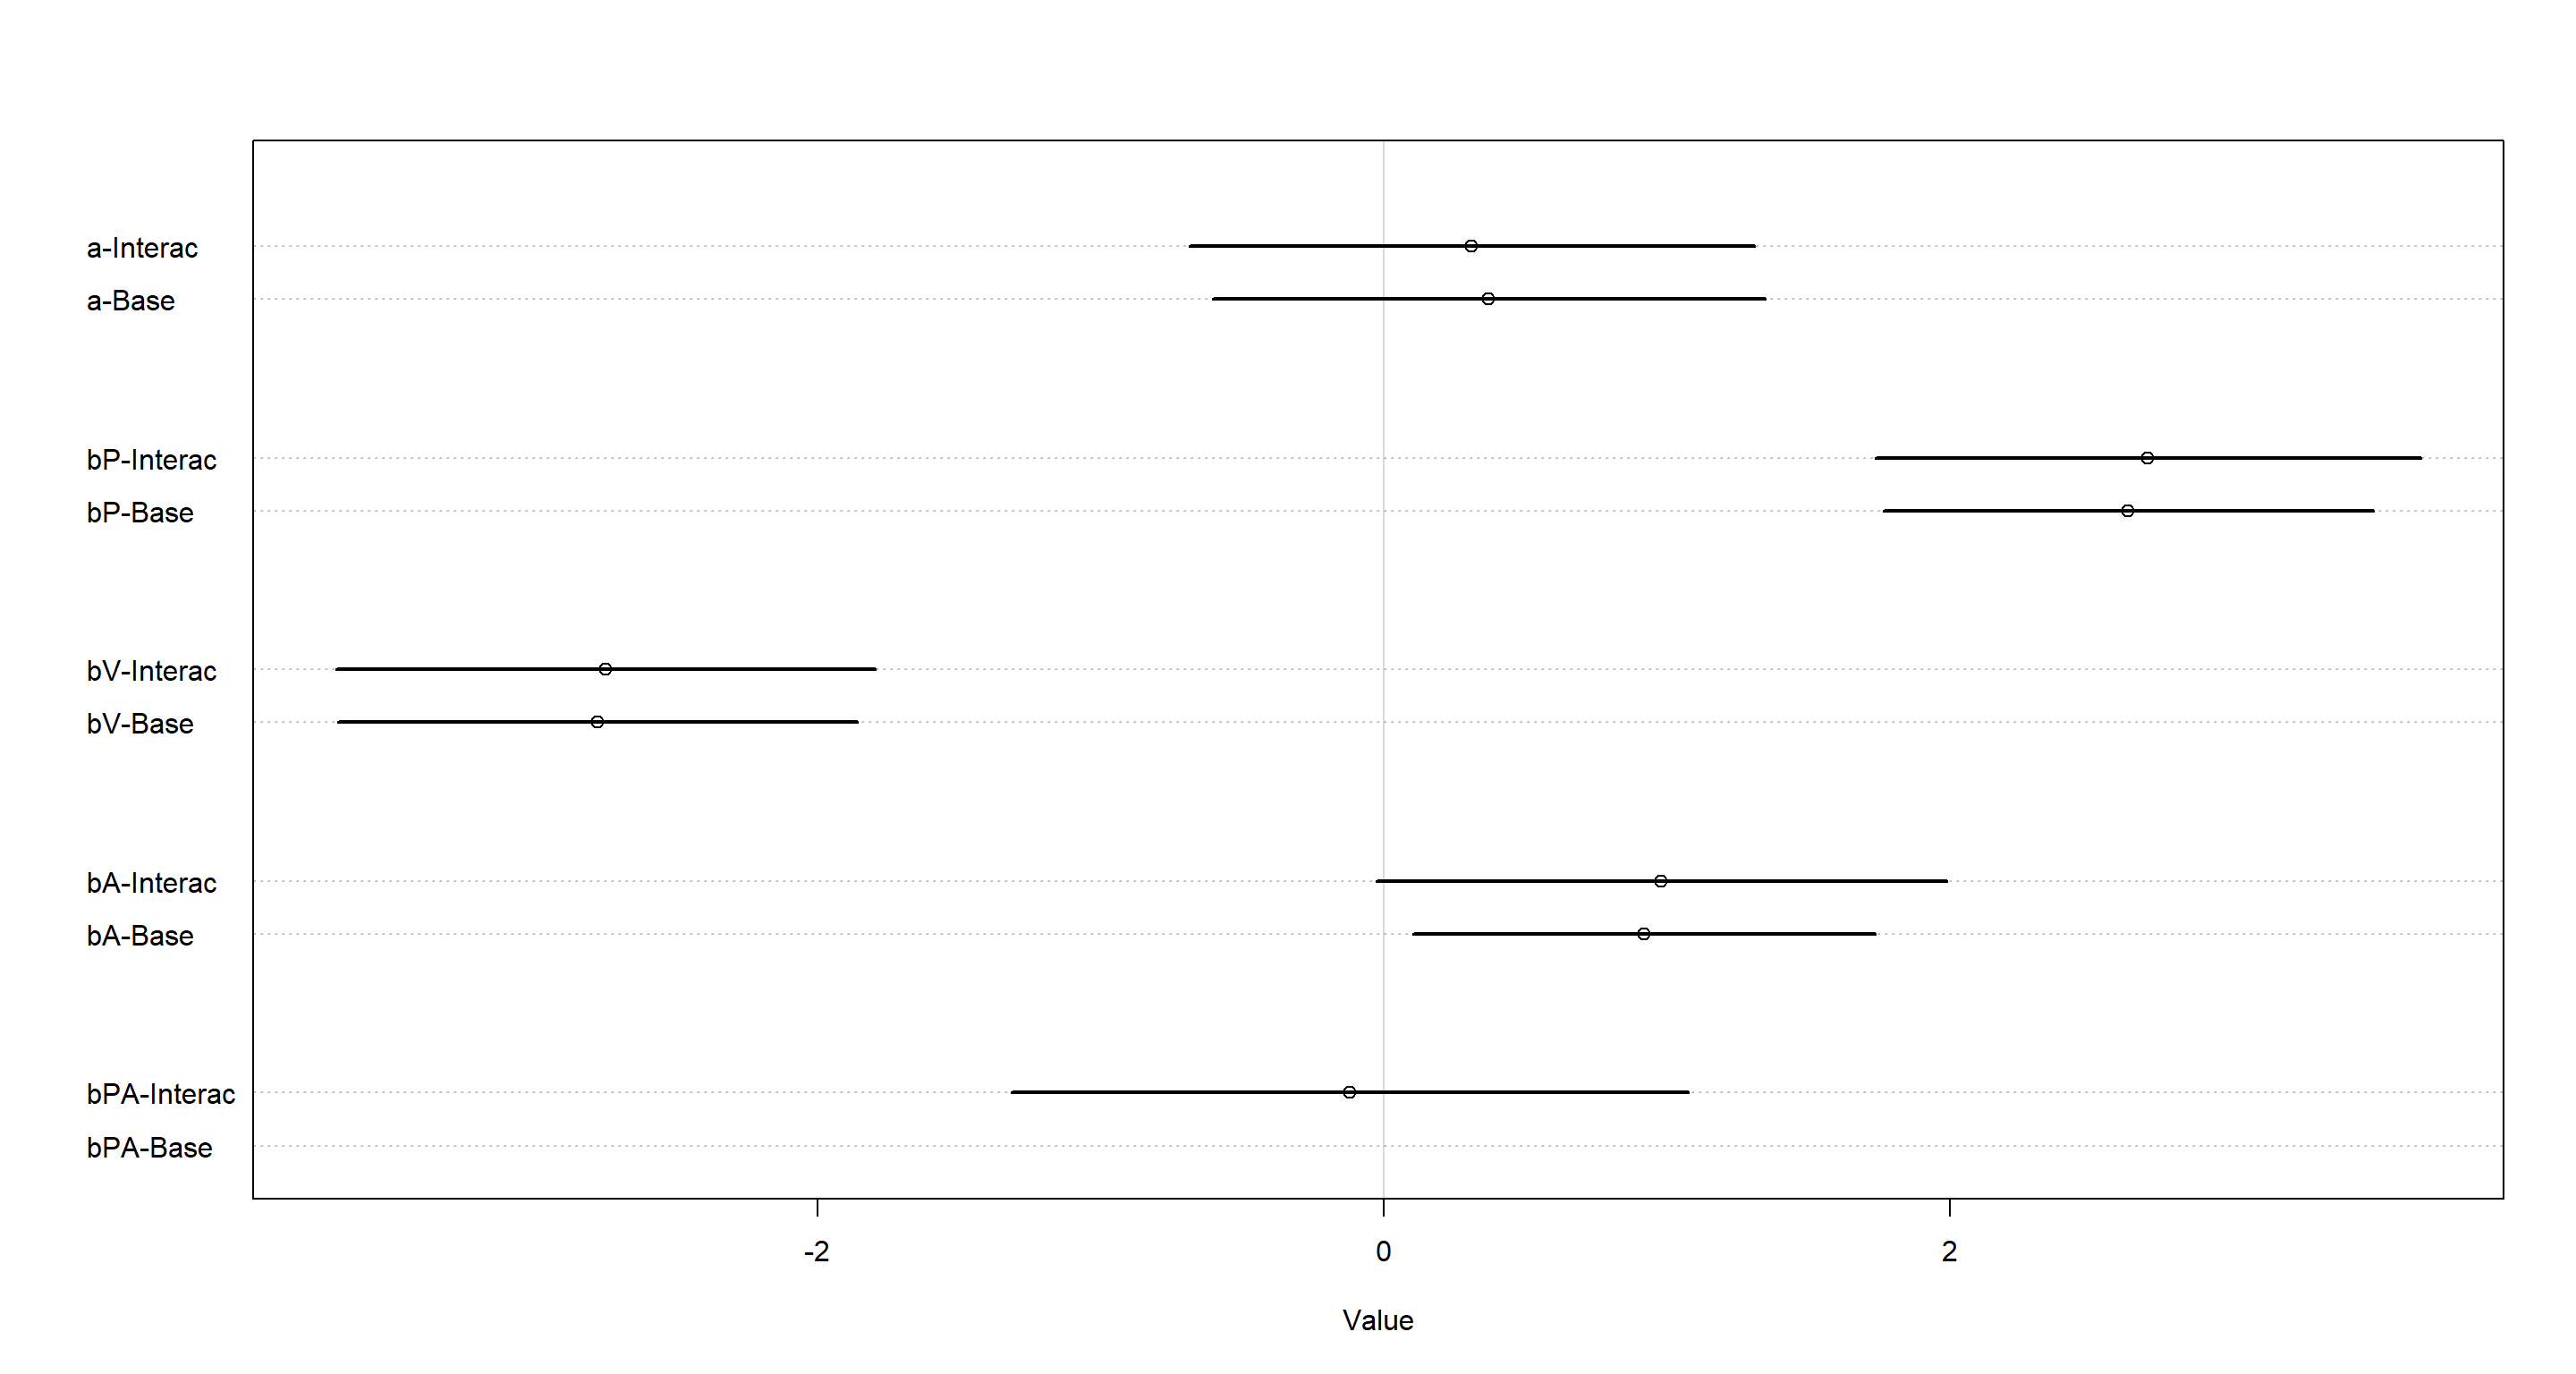 a-Interac
a-Base
bP-Interac
bP-Base
bV-Interac
bV-Base
bA-Interac
bA-Base
bPA-Interac
bPA-Base
-2 0 2
Value